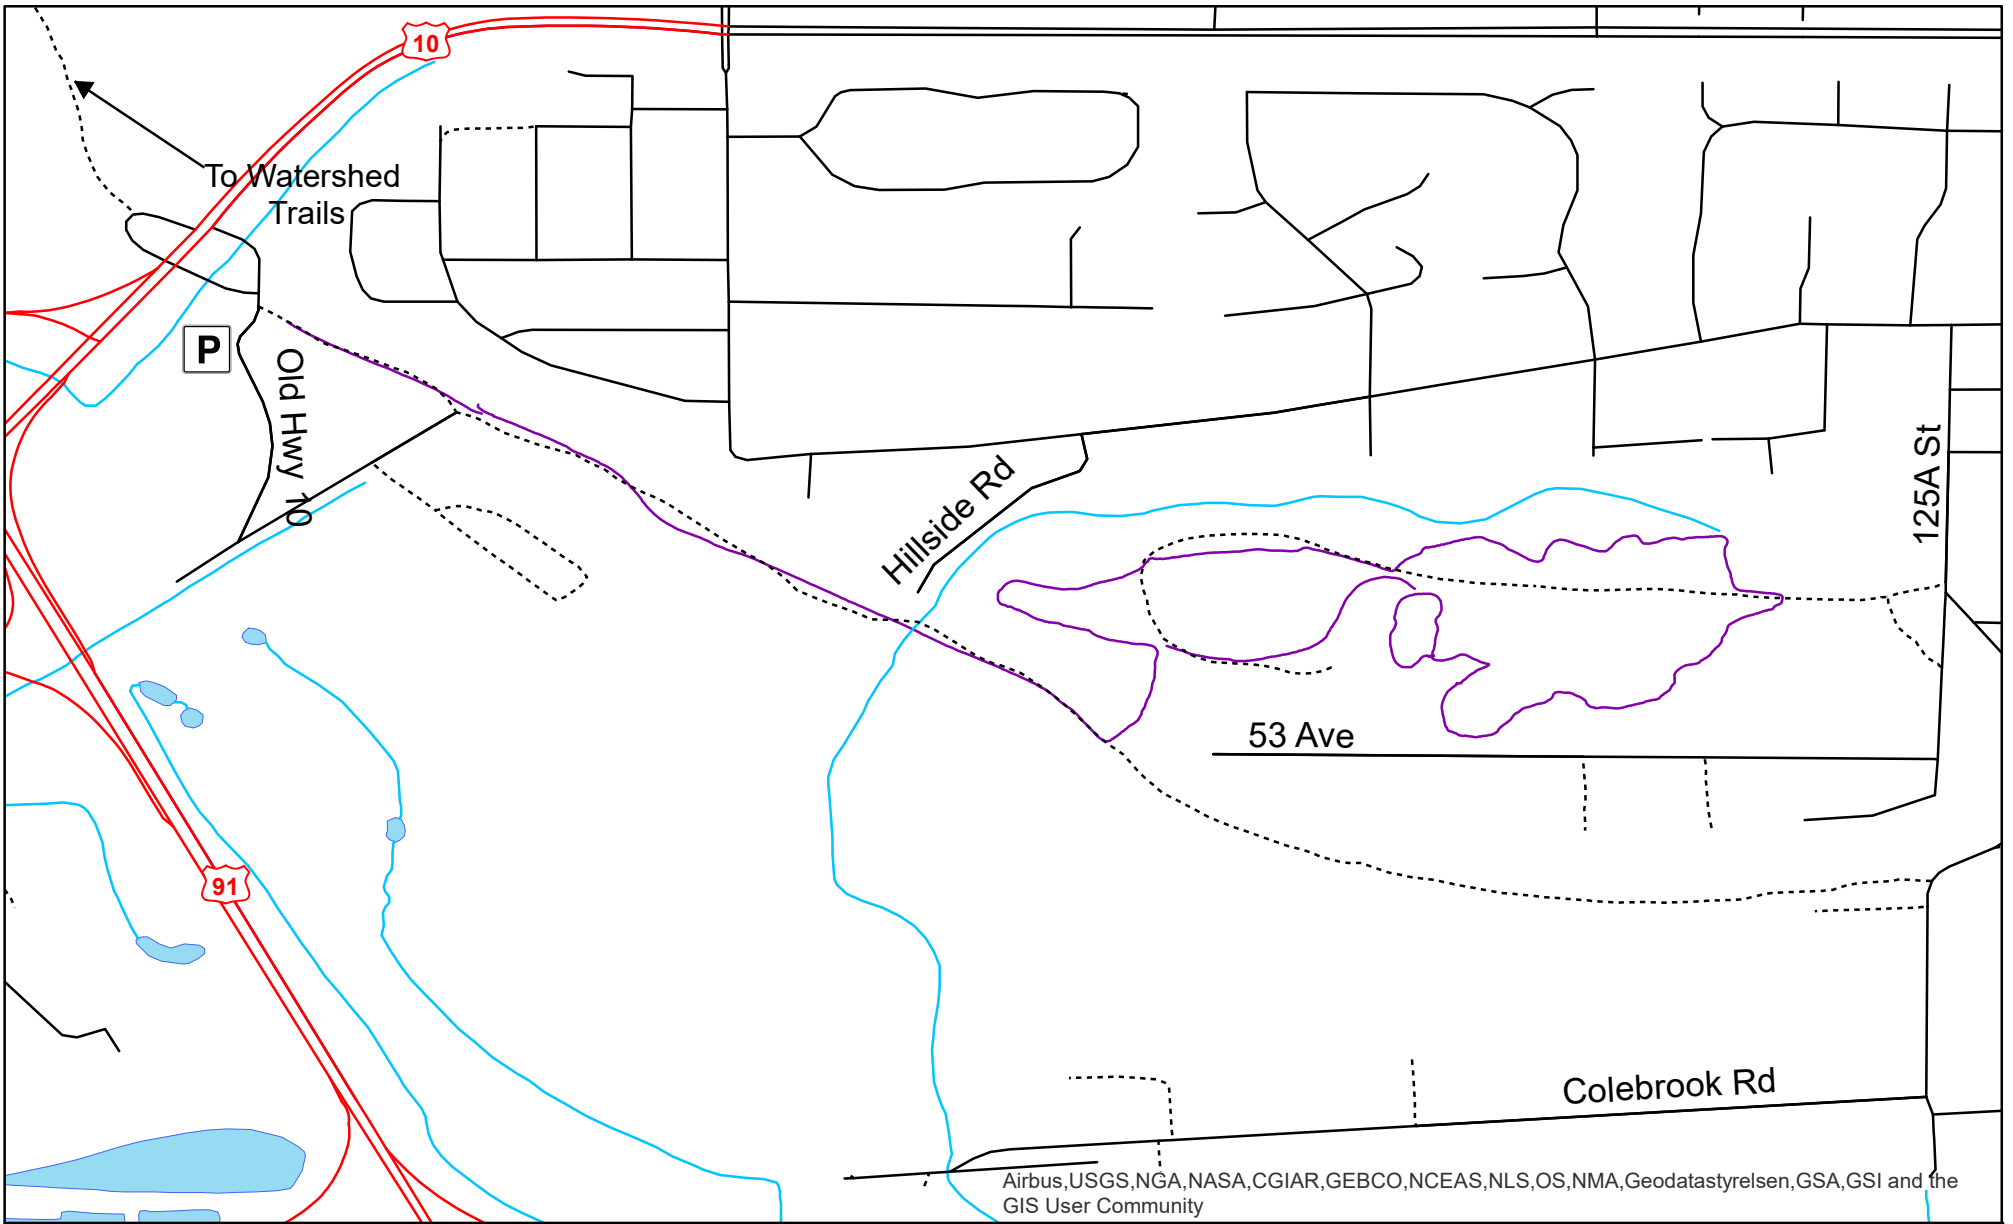 10
To Watershed
Trails
P
Old Hwy 10
Hillside Rd
125A St
53 Ave
91
Colebrook Rd
Airbus,USGS,NGA,NASA,CGIAR,GEBCO,NCEAS,NLS,OS,NMA,Geodatastyrelsen,GSA,GSI and the
GIS User Community